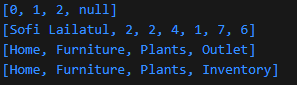 [0, 1, 2, null]
[Sofi Lailatul, 2, 2, 4, 1, 7, 6]
[Home, Furniture, Plants, Outlet]
[Home, Furniture, Plants, Inventory]